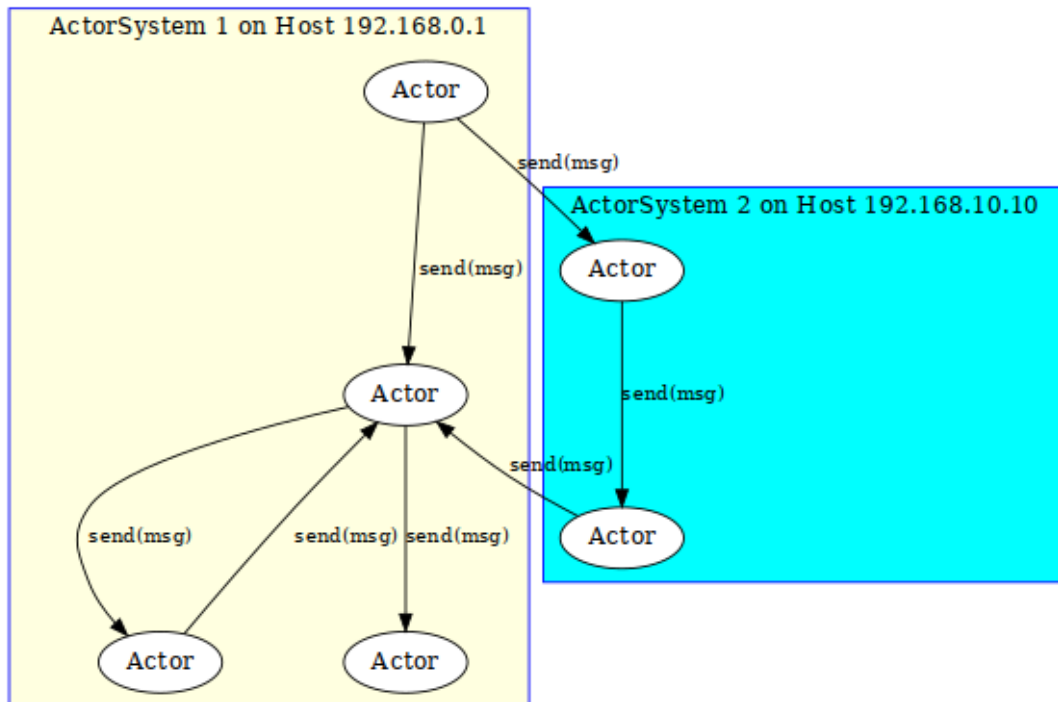 ActorSystem 1 on Host 192.168.0.1
Actor
send(msg)
ActorSystem 2 on Host 192.168.10.10
Actor
send(msg)
Actor
send(msg)
send(msg)
send(msg)
send(msg)
send(msg)
Actor
Actor
Actor